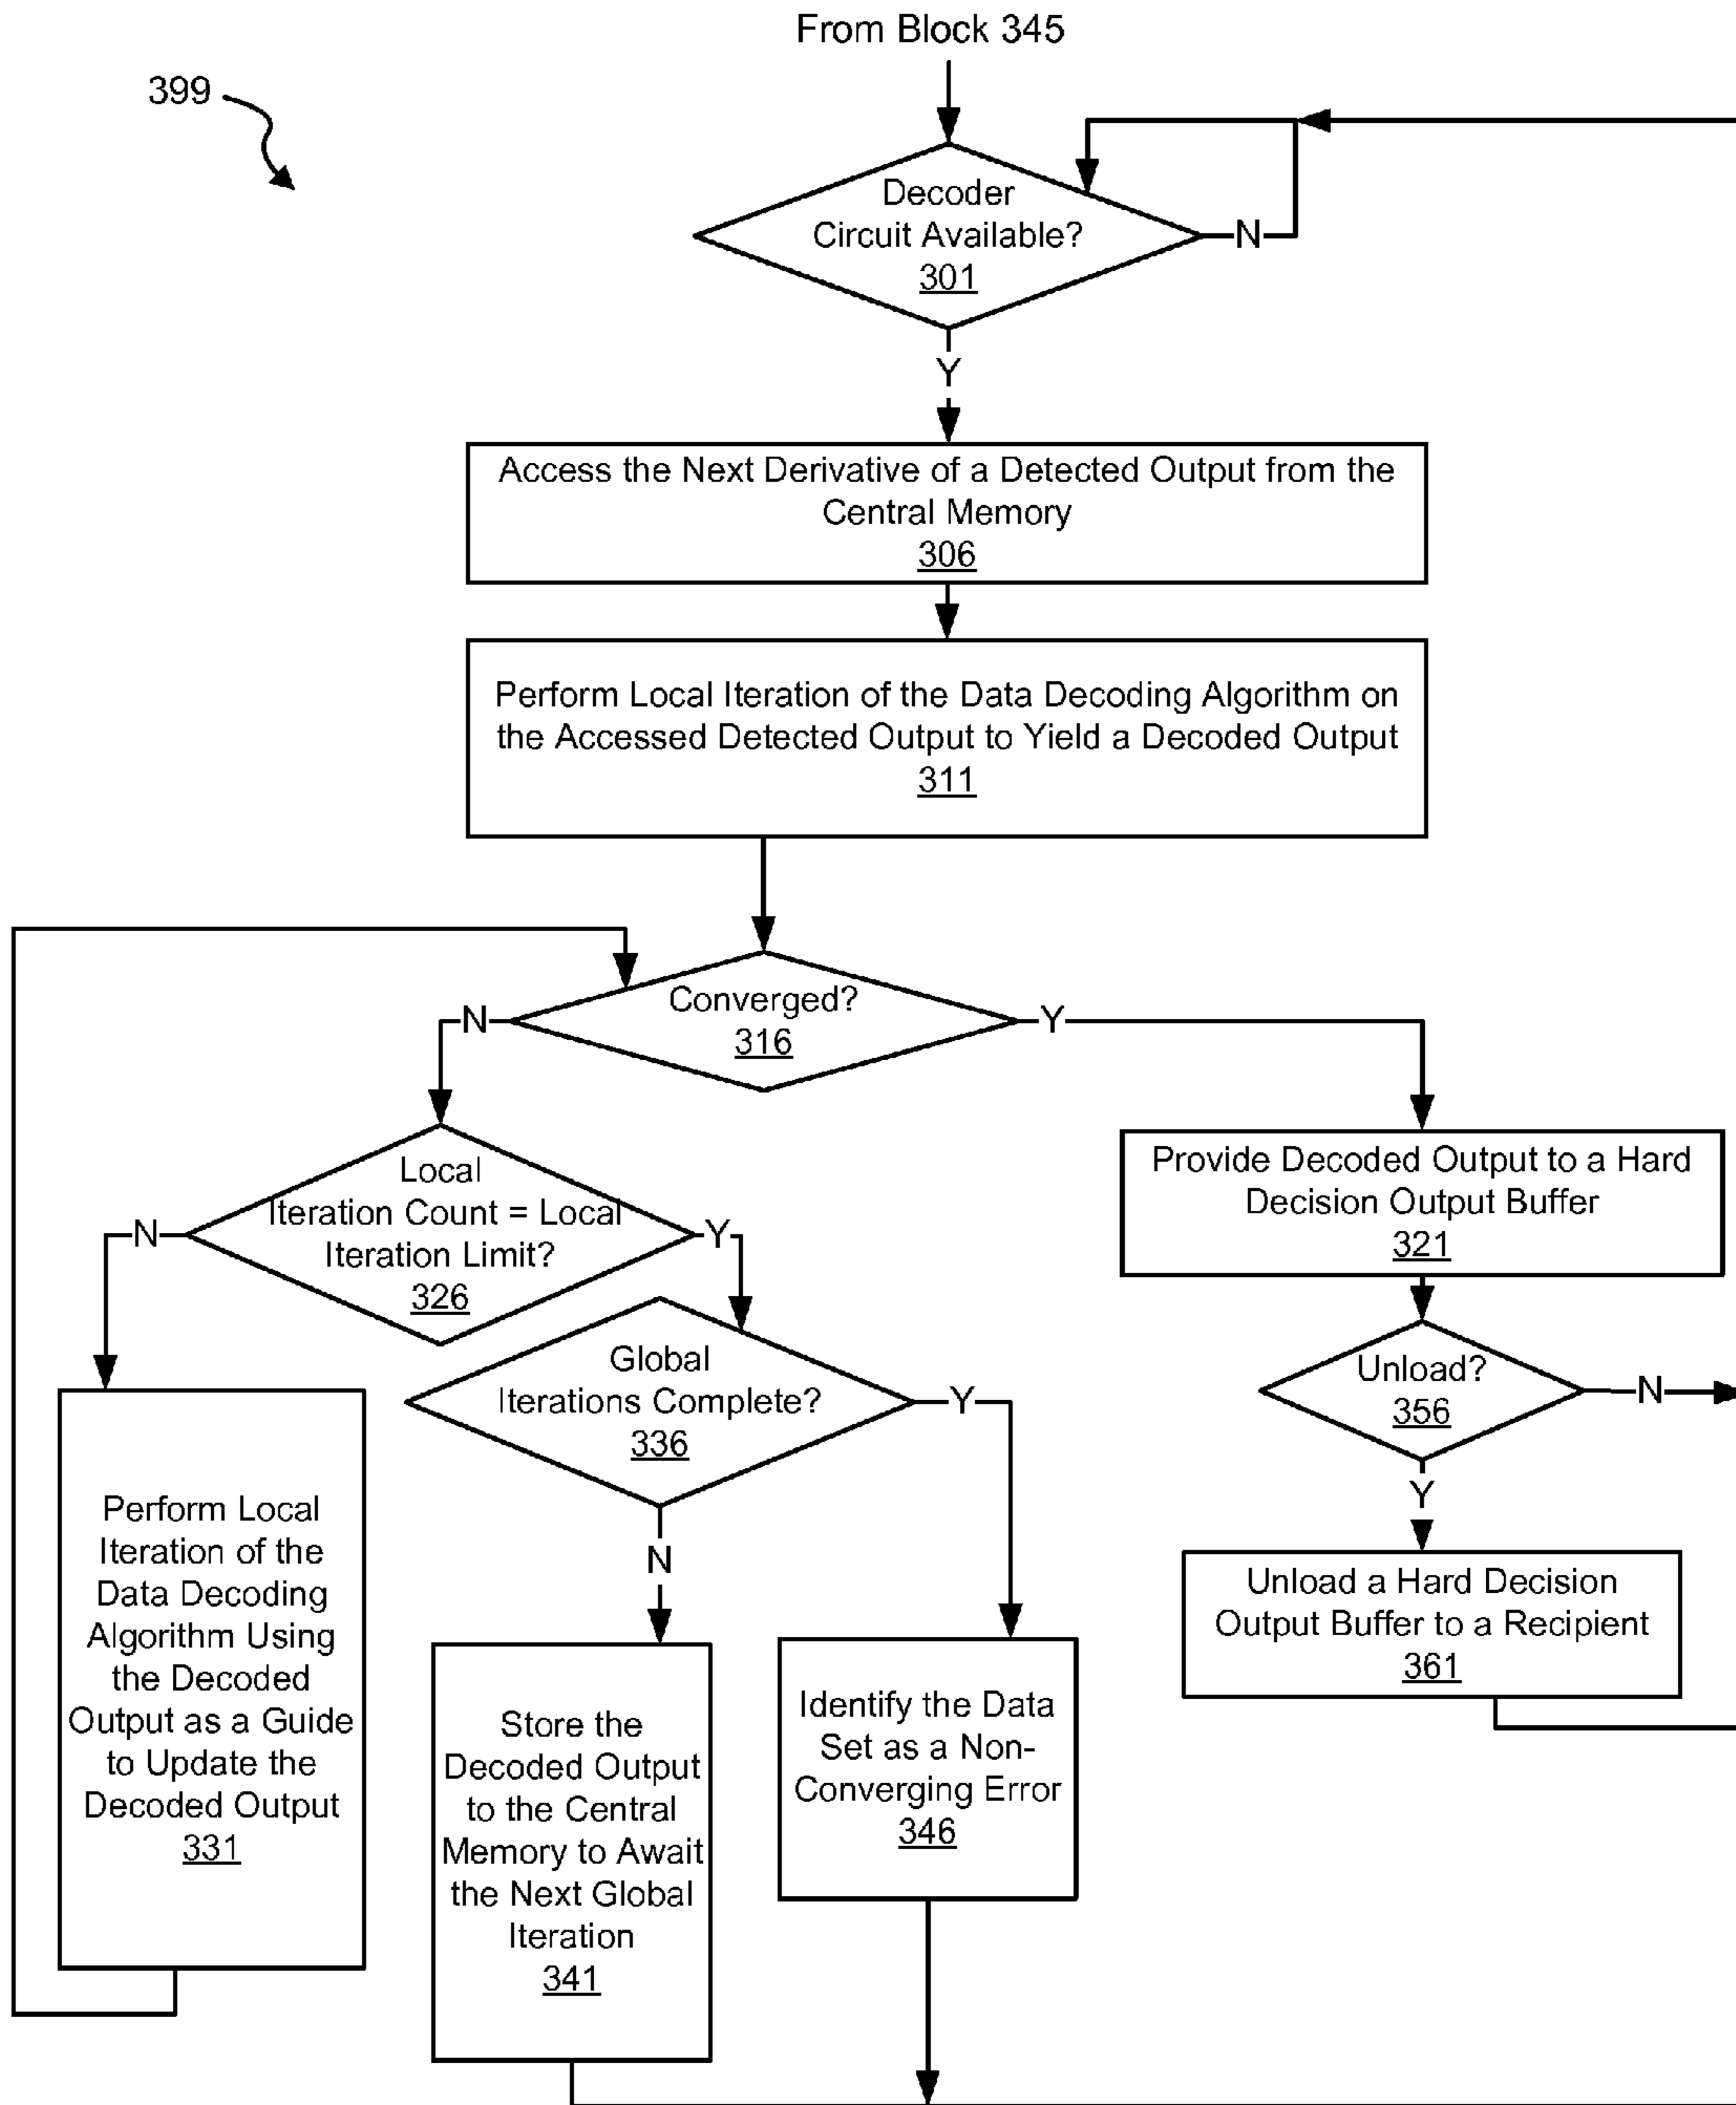 From Block 345
399
Decoder
Circuit Available?
301
N
Y
Access the Next Derivative of a Detected Output from the
Central Memory
306
Perform Local Iteration of the Data Decoding Algorithm on
the Accessed Detected Output to Yield a Decoded Output
311
Converged?
316
N
Y
Local
Iteration Count = Local
Iteration Limit?
326
N
Y
Provide Decoded Output to a Hard
Decision Output Buffer
321
Global
Iterations Complete?
336
Y
N
Unload?
356
N
Y
Perform Local
Iteration of the
Data Decoding
Algorithm Using
the Decoded
Output as a Guide
to Update the
Decoded Output
331
Store the
Decoded Output
to the Central
Memory to Await
the Next Global
Iteration
341
Identify the Data
Set as a Non-
Converging Error
346
Unload a Hard Decision
Output Buffer to a Recipient
361